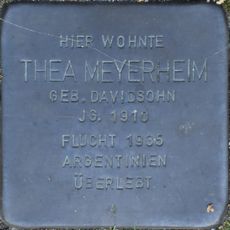 HIER WOHNTE
THEA MEYERHEIM
GEB. DAVIDSOHN
JG. 1910
FLUCHT 1935
ARGENTINIEN
ÜBERLEBT